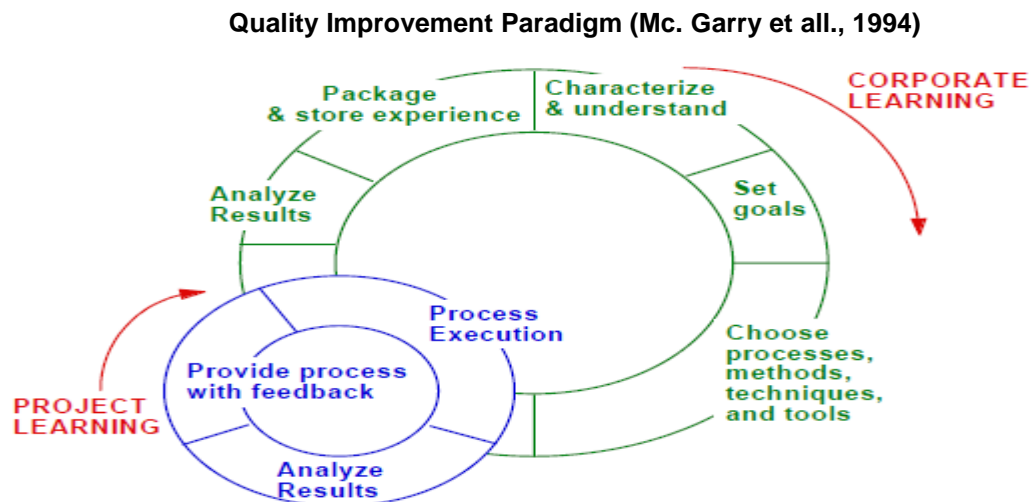 Quality Improvement Paradigm (Mc. Garry et all., 1994)
CORPORATE
LEARNING
Package
& store experience
Characterize
& understand
Analyze
Results
Set
goals
Process
Execution
Choose
processes,
methods,
techniques,
and tools
Provide process
with feedback
PROJECT
LEARNING
Analyze
Results